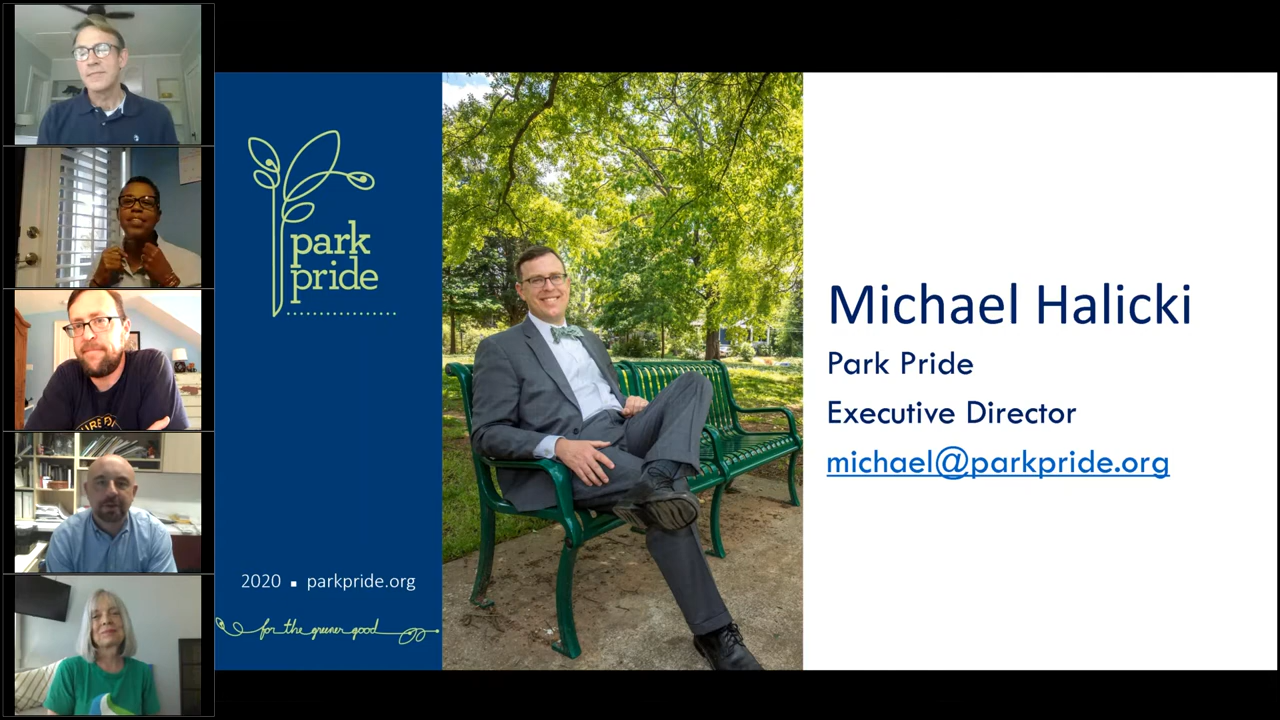 park
pride
2020 ▪ parkpride.org
for the greener good
Michael Halicki
Park Pride
Executive Director
michael@parkpride.org